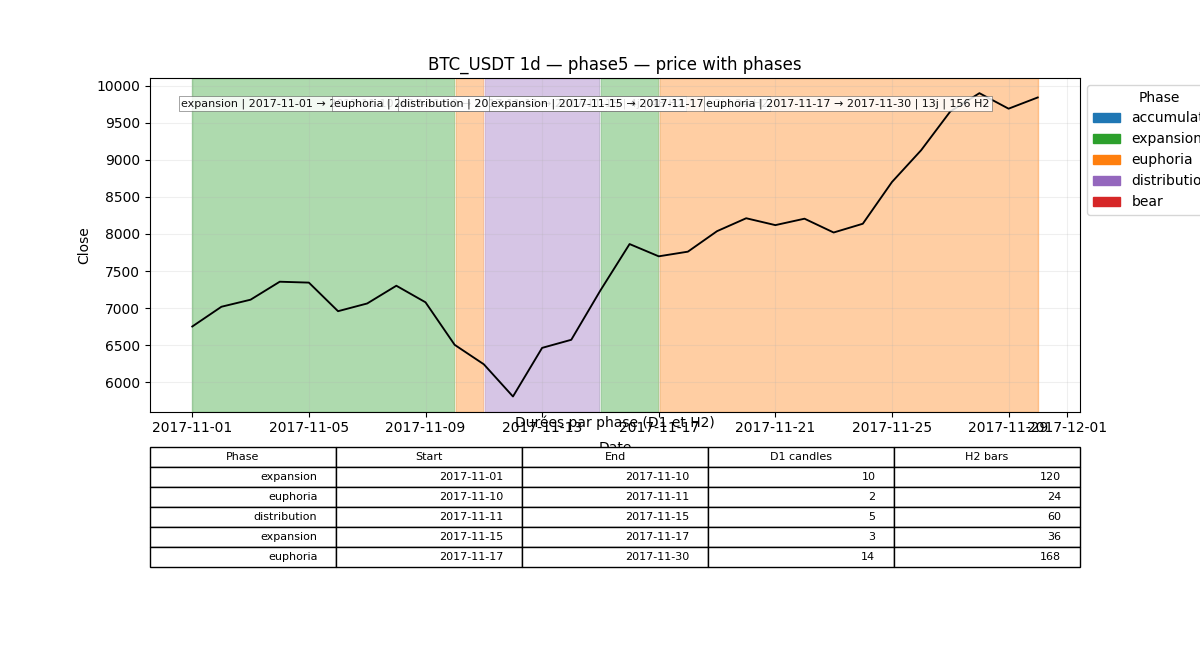 BTC_USDT 1d — phase5 — price with phases
expansion | 2017-11-01 → 2
euphoria | 2
distribution | 20
expansion | 2017-11-15 → 2017-11-17
euphoria | 2017-11-17 → 2017-11-30 | 13j | 156 H2
Phase
accumulat
expansion
euphoria
distributio
bear
10000
9500
9000
8500
8000
7500
7000
6500
6000
Close
2017-11-01 2017-11-05 2017-11-09 2017-11-13 2017-11-17 2017-11-21 2017-11-25 2017-11-29 2017-12-01
Durées par phase (D1 et H2)
Date
Phase Start End D1 candles H2 bars
expansion 2017-11-01 2017-11-10 10 120
euphoria 2017-11-10 2017-11-11 2 24
distribution 2017-11-11 2017-11-15 5 60
expansion 2017-11-15 2017-11-17 3 36
euphoria 2017-11-17 2017-11-30 14 168